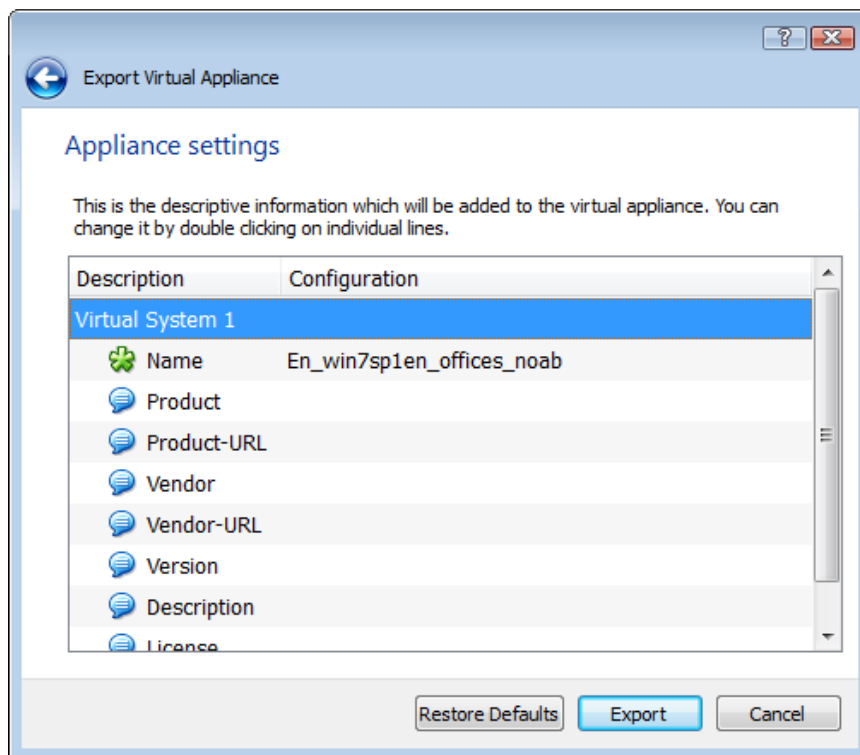 Export Virtual Appliance
Appliance settings
This is the descriptive information which will be added to the virtual appliance. You can
change it by double clicking on individual lines.
Description Configuration
Virtual System 1
Name En_win7sp1en_offices_noab
Product
Product-URL
Vendor
Vendor-URL
Version
Description
License
Restore Defaults Export Cancel